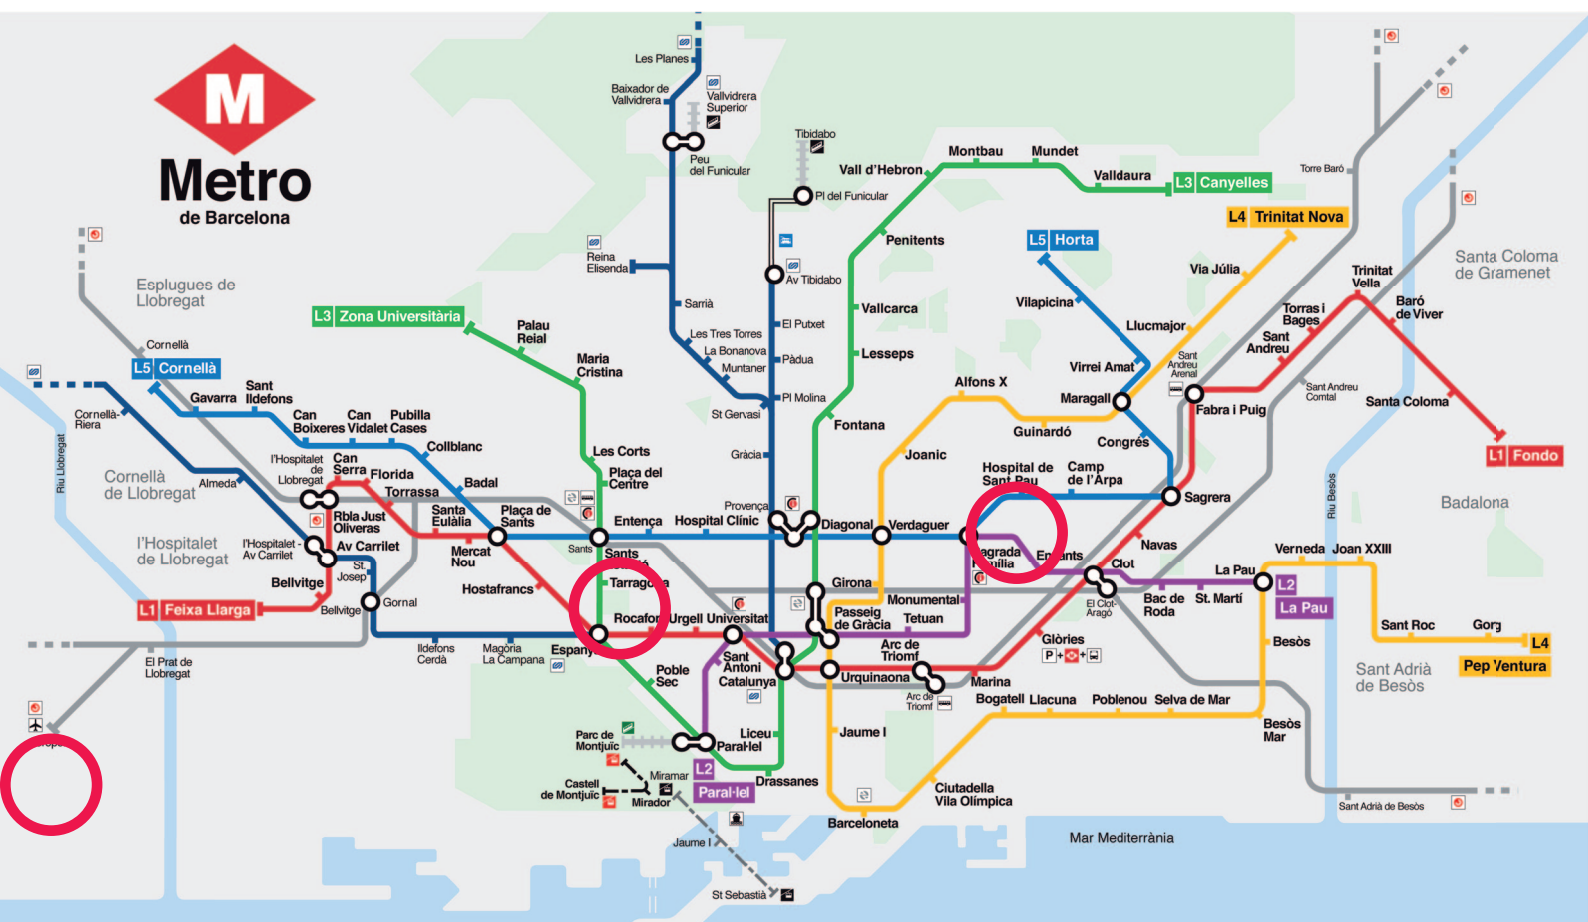 M
Metro
de Barcelona
Les Planes
Baixador de
Vallvidrera
Vallvidrera
Superior
Peu
del Funicular
Tibidabo
Pl del Funicular
Av Tibidabo
Reina
Elisenda
Sarrià
Les Tres Torres
La Bonanova
Muntaner
St Gervasi
El Putxet
Pàdua
Pl Molina
Gràcia
Provença
Vall d'Hebron
Montbau
Mundet
Valldaura
L3 Canyelles
Penitents
Vallcarca
Lesseps
Fontana
L4 Trinitat Nova
Via Júlia
Llucmajor
L5 Horta
Vilapicina
Virrei Amat
Maragall
Congrés
Torre Baró
Santa Coloma
de Gramenet
Trinitat
Vella
Torras i
Bages
Baró
de Viver
Sant
Andreu
Sant
Andreu
Arenal
Fabra i Puig
Sant Andreu
Comtal
Santa Coloma
L1 Fondo
Badalona
Riu Besòs
Esplugues de
Llobregat
Cornellà
L5 Cornellà
Gavarra
Sant
Ildefons
Can
Boixeres
Can
Vidalet
Pubilla
Cases
Collblanc
Badal
Plaça de
Sants
L3 Zona Universitària
Palau
Reial
Maria
Cristina
Les Corts
Plaça del
Centre
Cornellà-
Riera
Riu Llobregat
Cornellà
de Llobregat
Almeda
l'Hospitalet
de
Llobregat
Can
Serra
Florida
Torrassa
Santa
Eulàlia
Mercat
Nou
Rbla Just
Oliveras
l'Hospitalet
de Llobregat
l'Hospitalet -
Av Carrilet
Av Carrilet
St.
Josep
Bellvitge
Bellvitge
Gornal
L1 Feixa Llarga
Hostafrancs
Sants
Sants
Entença
Hospital Clínic
Diagonal
Verdaguer
Alfons X
Guinardó
Joanic
Hospital de
Sant Pau
Camp
de l'Arpa
Sagrera
Navas
Clot
El Clot-
Aragó
Bac de
Roda
St. Martí
La Pau
L2
La Pau
Verneda
Joan XXIII
Sant Roc
Gorg
L4
Pep Ventura
Besòs
Besòs
Mar
Sant Adrià
de Besòs
Sant Adrià de Besòs
Girona
Monumental
Passeig
de Gràcia
Tetuan
Urgell
Universitat
Ildefons
Cerdà
Magòria
La Campana
El Prat de
Llobregat
Poble
Sec
Sant
Antoni
Catalunya
Urquinaona
Arc de
Triomf
Arc de
Triomf
Glòries
P+M+
Marina
Bogatell
Llacuna
Poblenou
Selva de Mar
Jaume I
Liceu
Drassanes
Paral·lel
L2
Paral·lel
Parc de
Montjuïc
Castell
de Montjuïc
Miramar
Mirador
Jaume I
St Sebastià
Barceloneta
Ciutadella
Vila Olímpica
Mar Mediterrània